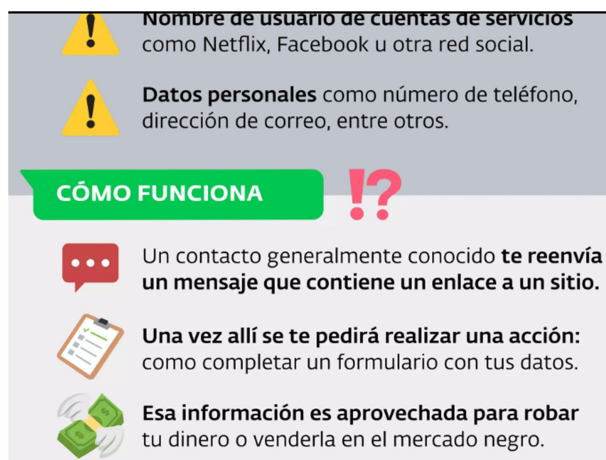 Nombre de usuario de cuentas de servicios
como Netflix, Facebook u otra red social.
Datos personales como número de teléfono,
dirección de correo, entre otros.
CÓMO FUNCIONA
Un contacto generalmente conocido te reenvía
un mensaje que contiene un enlace a un sitio.
Una vez allí se te pedirá realizar una acción:
como completar un formulario con tus datos.
Esa información es aprovechada para robar
tu dinero o venderla en el mercado negro.